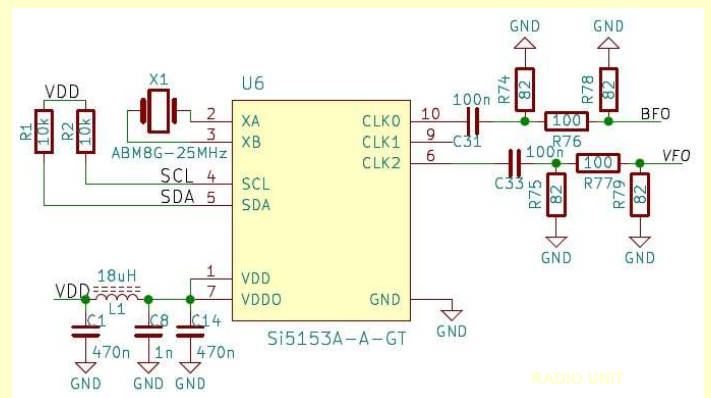 GND
GND
X1
U6
VDD
R1
10k
R2
10k
ABM8G-25MHz
2
XA
3
XB
SCL
4
SCL
SDA
5
SDA
CLK0
10
CLK1
9
CLK2
6
100n
C31
R74
82
R78
82
100
R76
BFO
100n
C33
R75
82
100
R77
R79
82
VFO
GND
GND
18uH
VDD
L1
1
VDD
7
VDDO
GND
GND
C1
470n
C8
1n
C14
470n
GND
GND
GND
Si5153A-A-GT
RADIO UNIT